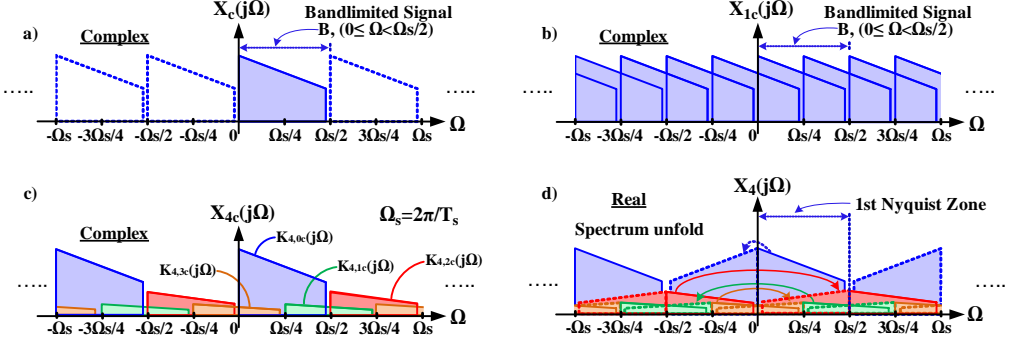 a)
Complex
Xc(jΩ)
Bandlimited Signal
B, (0≤ Ω<Ωs/2)
.....
.....
-Ωs -3Ωs/4 -Ωs/2 -Ωs/4 0 Ωs/4 Ωs/2 3Ωs/4 Ωs
Ω
b)
Complex
X1c(jΩ)
Bandlimited Signal
B, (0≤ Ω<Ωs/2)
.....
.....
-Ωs -3Ωs/4 -Ωs/2 -Ωs/4 0 Ωs/4 Ωs/2 3Ωs/4 Ωs
Ω
c)
Complex
X4c(jΩ)
Ωs=2π/Ts
K4,0c(jΩ)
K4,3c(jΩ)
K4,1c(jΩ)
K4,2c(jΩ)
.....
.....
-Ωs -3Ωs/4 -Ωs/2 -Ωs/4 0 Ωs/4 Ωs/2 3Ωs/4 Ωs
Ω
d)
Real
X4(jΩ)
1st Nyquist Zone
Spectrum unfold
.....
.....
-Ωs -3Ωs/4 -Ωs/2 -Ωs/4 0 Ωs/4 Ωs/2 3Ωs/4 Ωs
Ω